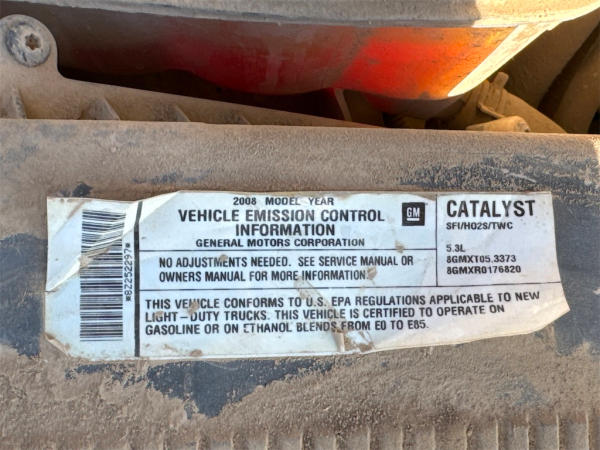 2008 MODEL YEAR
VEHICLE EMISSION CONTROL
INFORMATION
GENERAL MOTORS CORPORATION
GM
CATALYST
SFI/HO2S/TWC
5.3L
8GMXT05.3373
8GMXR0176820
NO ADJUSTMENTS NEEDED. SEE SERVICE MANUAL OR
OWNERS MANUAL FOR MORE INFORMATION.
THIS VEHICLE CONFORMS TO U.S. EPA REGULATIONS APPLICABLE TO NEW
LIGHT-DUTY TRUCKS. THIS VEHICLE IS CERTIFIED TO OPERATE ON
GASOLINE OR ON ETHANOL BLENDS FROM E0 TO E85.
*82252297*